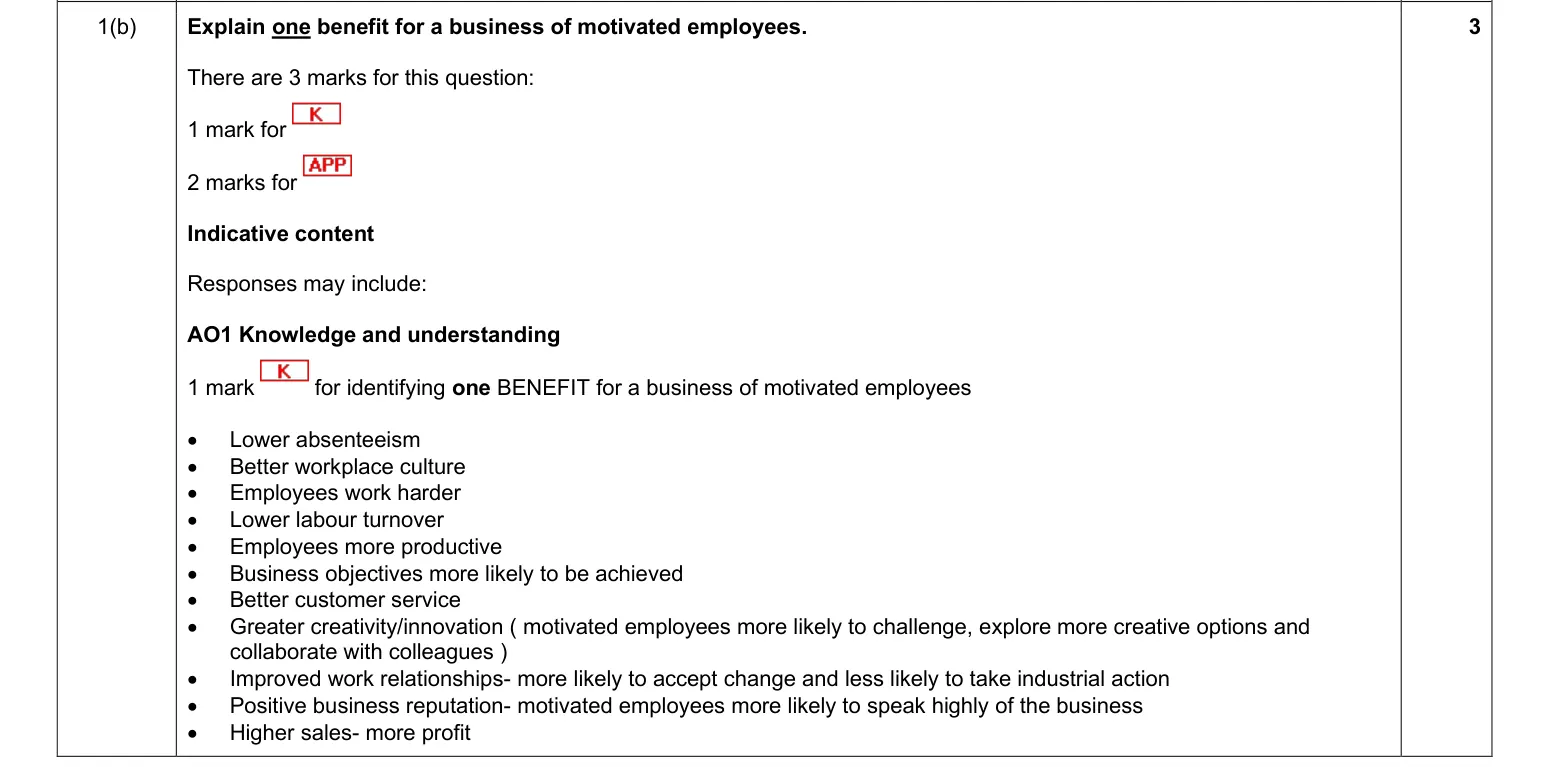 1(b) Explain one benefit for a business of motivated employees. 3
There are 3 marks for this question:
1 mark for K
2 marks for APP
Indicative content
Responses may include:
AO1 Knowledge and understanding
1 mark K for identifying one BENEFIT for a business of motivated employees
• Lower absenteeism
• Better workplace culture
• Employees work harder
• Lower labour turnover
• Employees more productive
• Business objectives more likely to be achieved
• Better customer service
• Greater creativity/innovation ( motivated employees more likely to challenge, explore more creative options and
collaborate with colleagues )
• Improved work relationships- more likely to accept change and less likely to take industrial action
• Positive business reputation- motivated employees more likely to speak highly of the business
• Higher sales- more profit